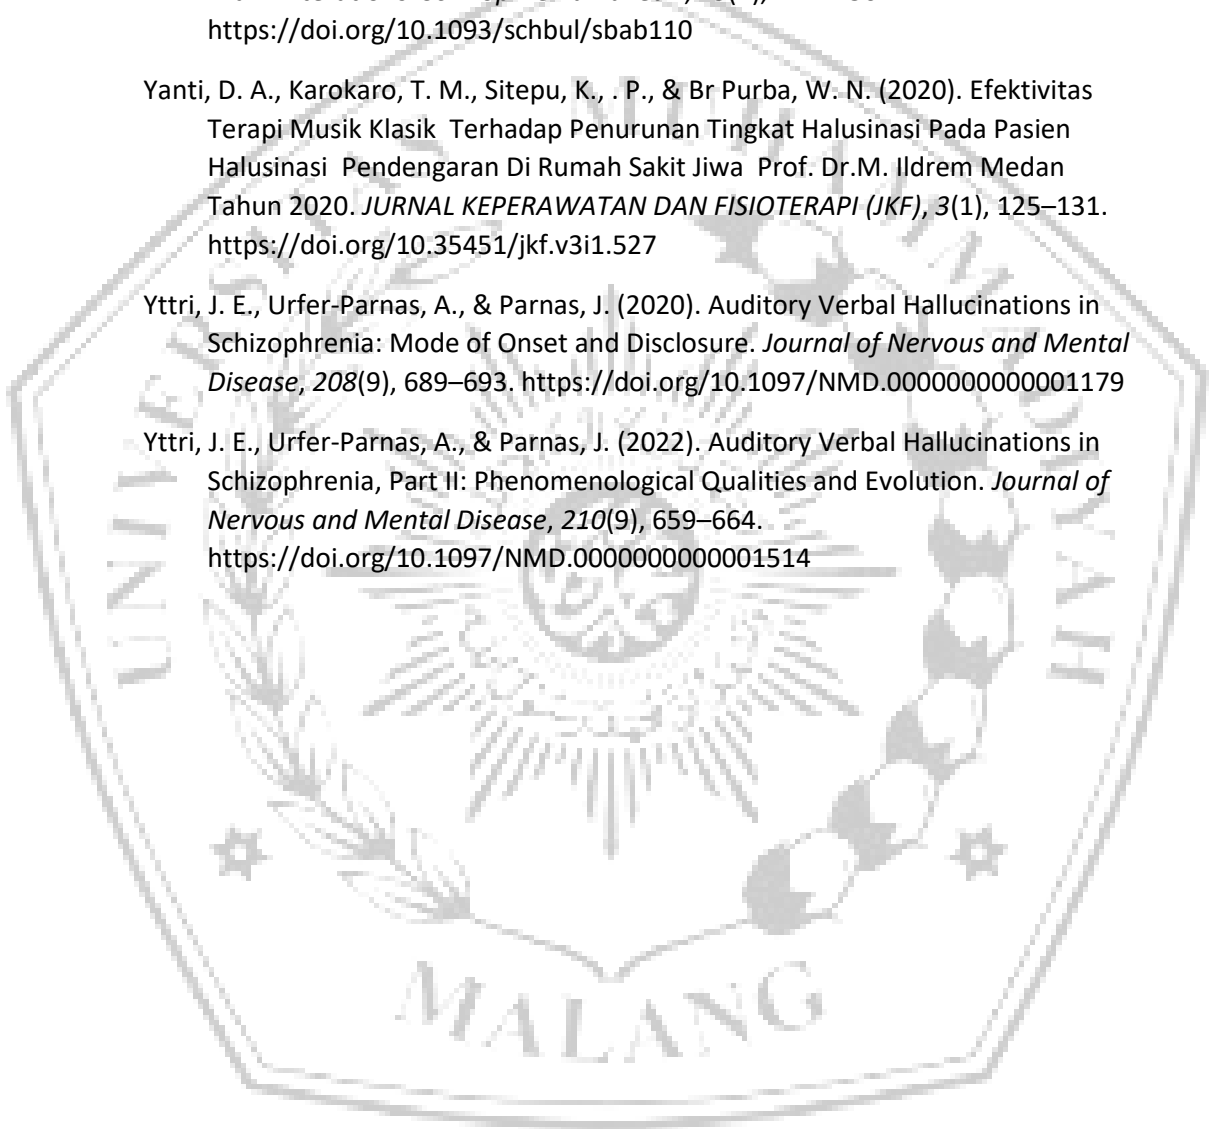 https://doi.org/10.1093/schbul/sbab110
Yanti, D. A., Karokaro, T. M., Sitepu, K., . P., & Br Purba, W. N. (2020). Efektivitas
Terapi Musik Klasik  Terhadap Penurunan Tingkat Halusinasi Pada Pasien
Halusinasi  Pendengaran Di Rumah Sakit Jiwa  Prof. Dr.M. Ildrem Medan
Tahun 2020. JURNAL KEPERAWATAN DAN FISIOTERAPI (JKF), 3(1), 125–131.
https://doi.org/10.35451/jkf.v3i1.527
Yttri, J. E., Urfer-Parnas, A., & Parnas, J. (2020). Auditory Verbal Hallucinations in
Schizophrenia: Mode of Onset and Disclosure. Journal of Nervous and Mental
Disease, 208(9), 689–693. https://doi.org/10.1097/NMD.0000000000001179
Yttri, J. E., Urfer-Parnas, A., & Parnas, J. (2022). Auditory Verbal Hallucinations in
Schizophrenia, Part II: Phenomenological Qualities and Evolution. Journal of
Nervous and Mental Disease, 210(9), 659–664.
https://doi.org/10.1097/NMD.0000000000001514
UNIVERSITAS MUHAMMADIYAH
MALANG